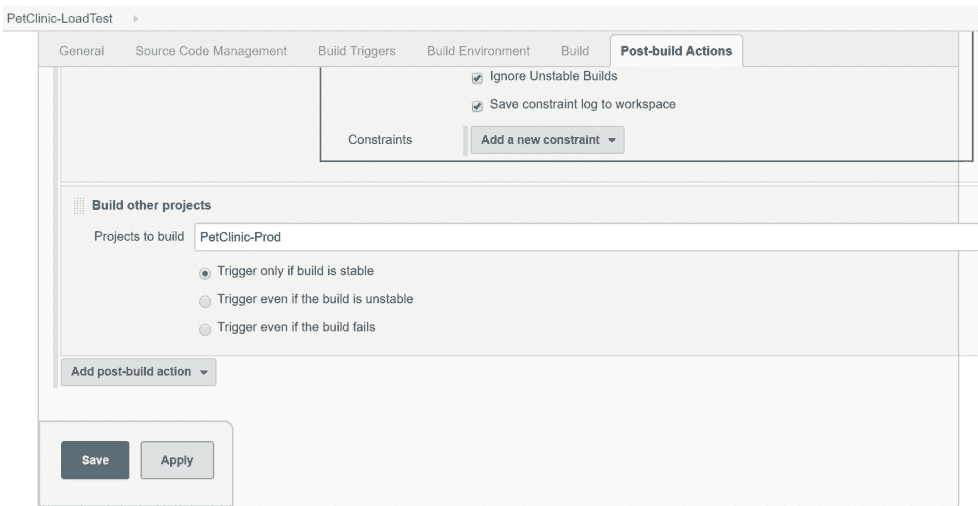 PetClinic-LoadTest
General Source Code Management Build Triggers Build Environment Build Post-build Actions
Ignore Unstable Builds
Save constraint log to workspace
Constraints Add a new constraint
Build other projects
Projects to build PetClinic-Prod
Trigger only if build is stable
Trigger even if the build is unstable
Trigger even if the build fails
Add post-build action
Save Apply